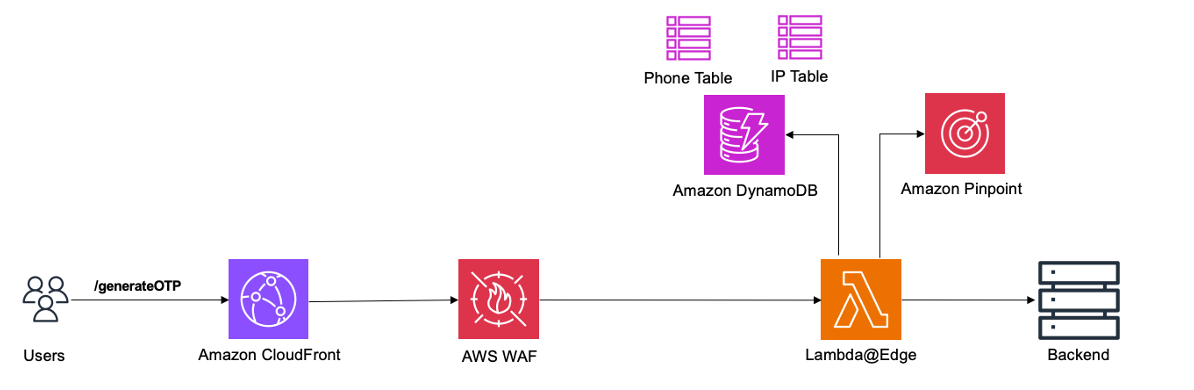 Phone Table
IP Table
Amazon DynamoDB
Amazon Pinpoint
/generateOTP
Users
Amazon CloudFront
AWS WAF
Lambda@Edge
Backend